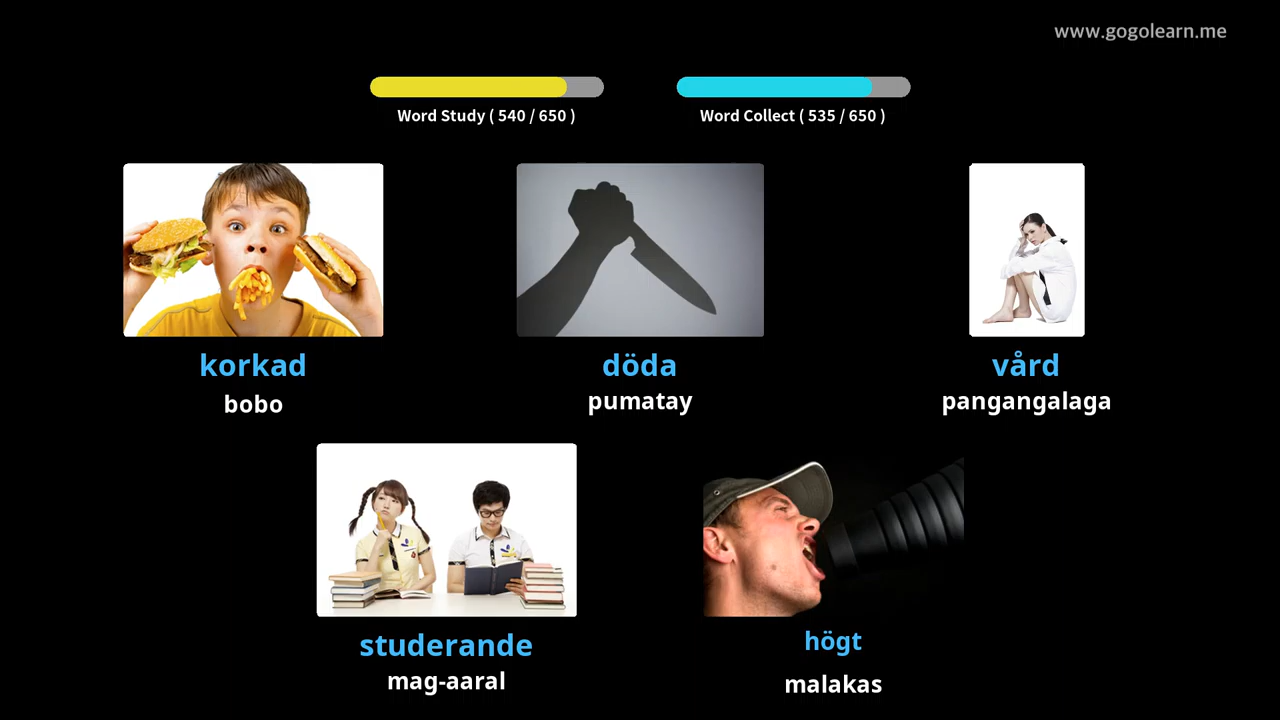 www.gogolearn.me
Word Study ( 540 / 650 )
Word Collect ( 535 / 650 )
korkad
bobo
döda
pumatay
vård
pangangalaga
studerande
mag-aaral
högt
malakas